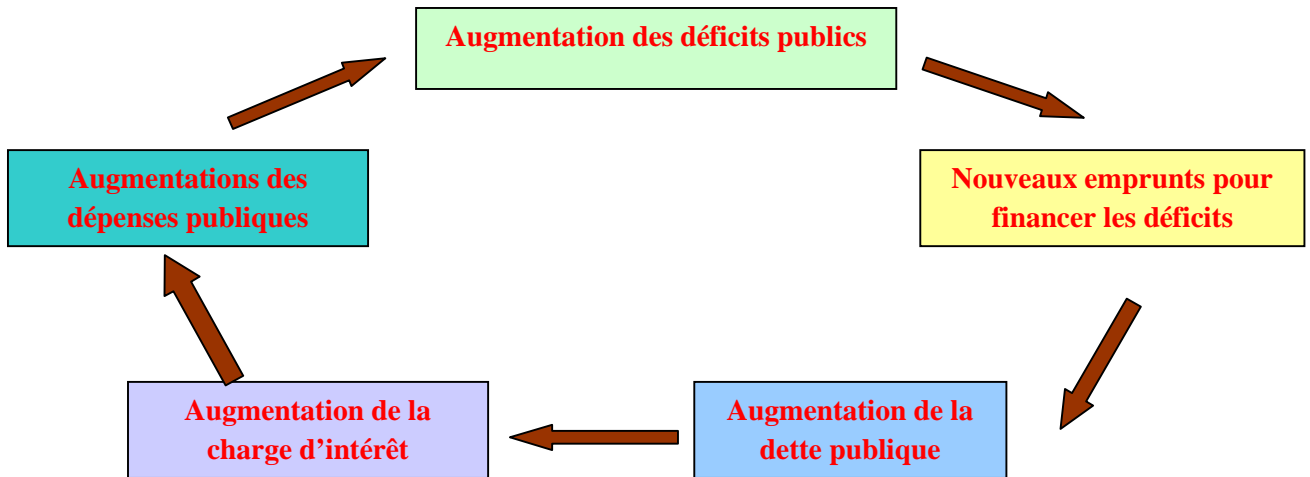 Augmentation des déficits publics
Augmentations des
dépenses publiques
Nouveaux emprunts pour
financer les déficits
Augmentation de la
charge d’intérêt
Augmentation de la
dette publique